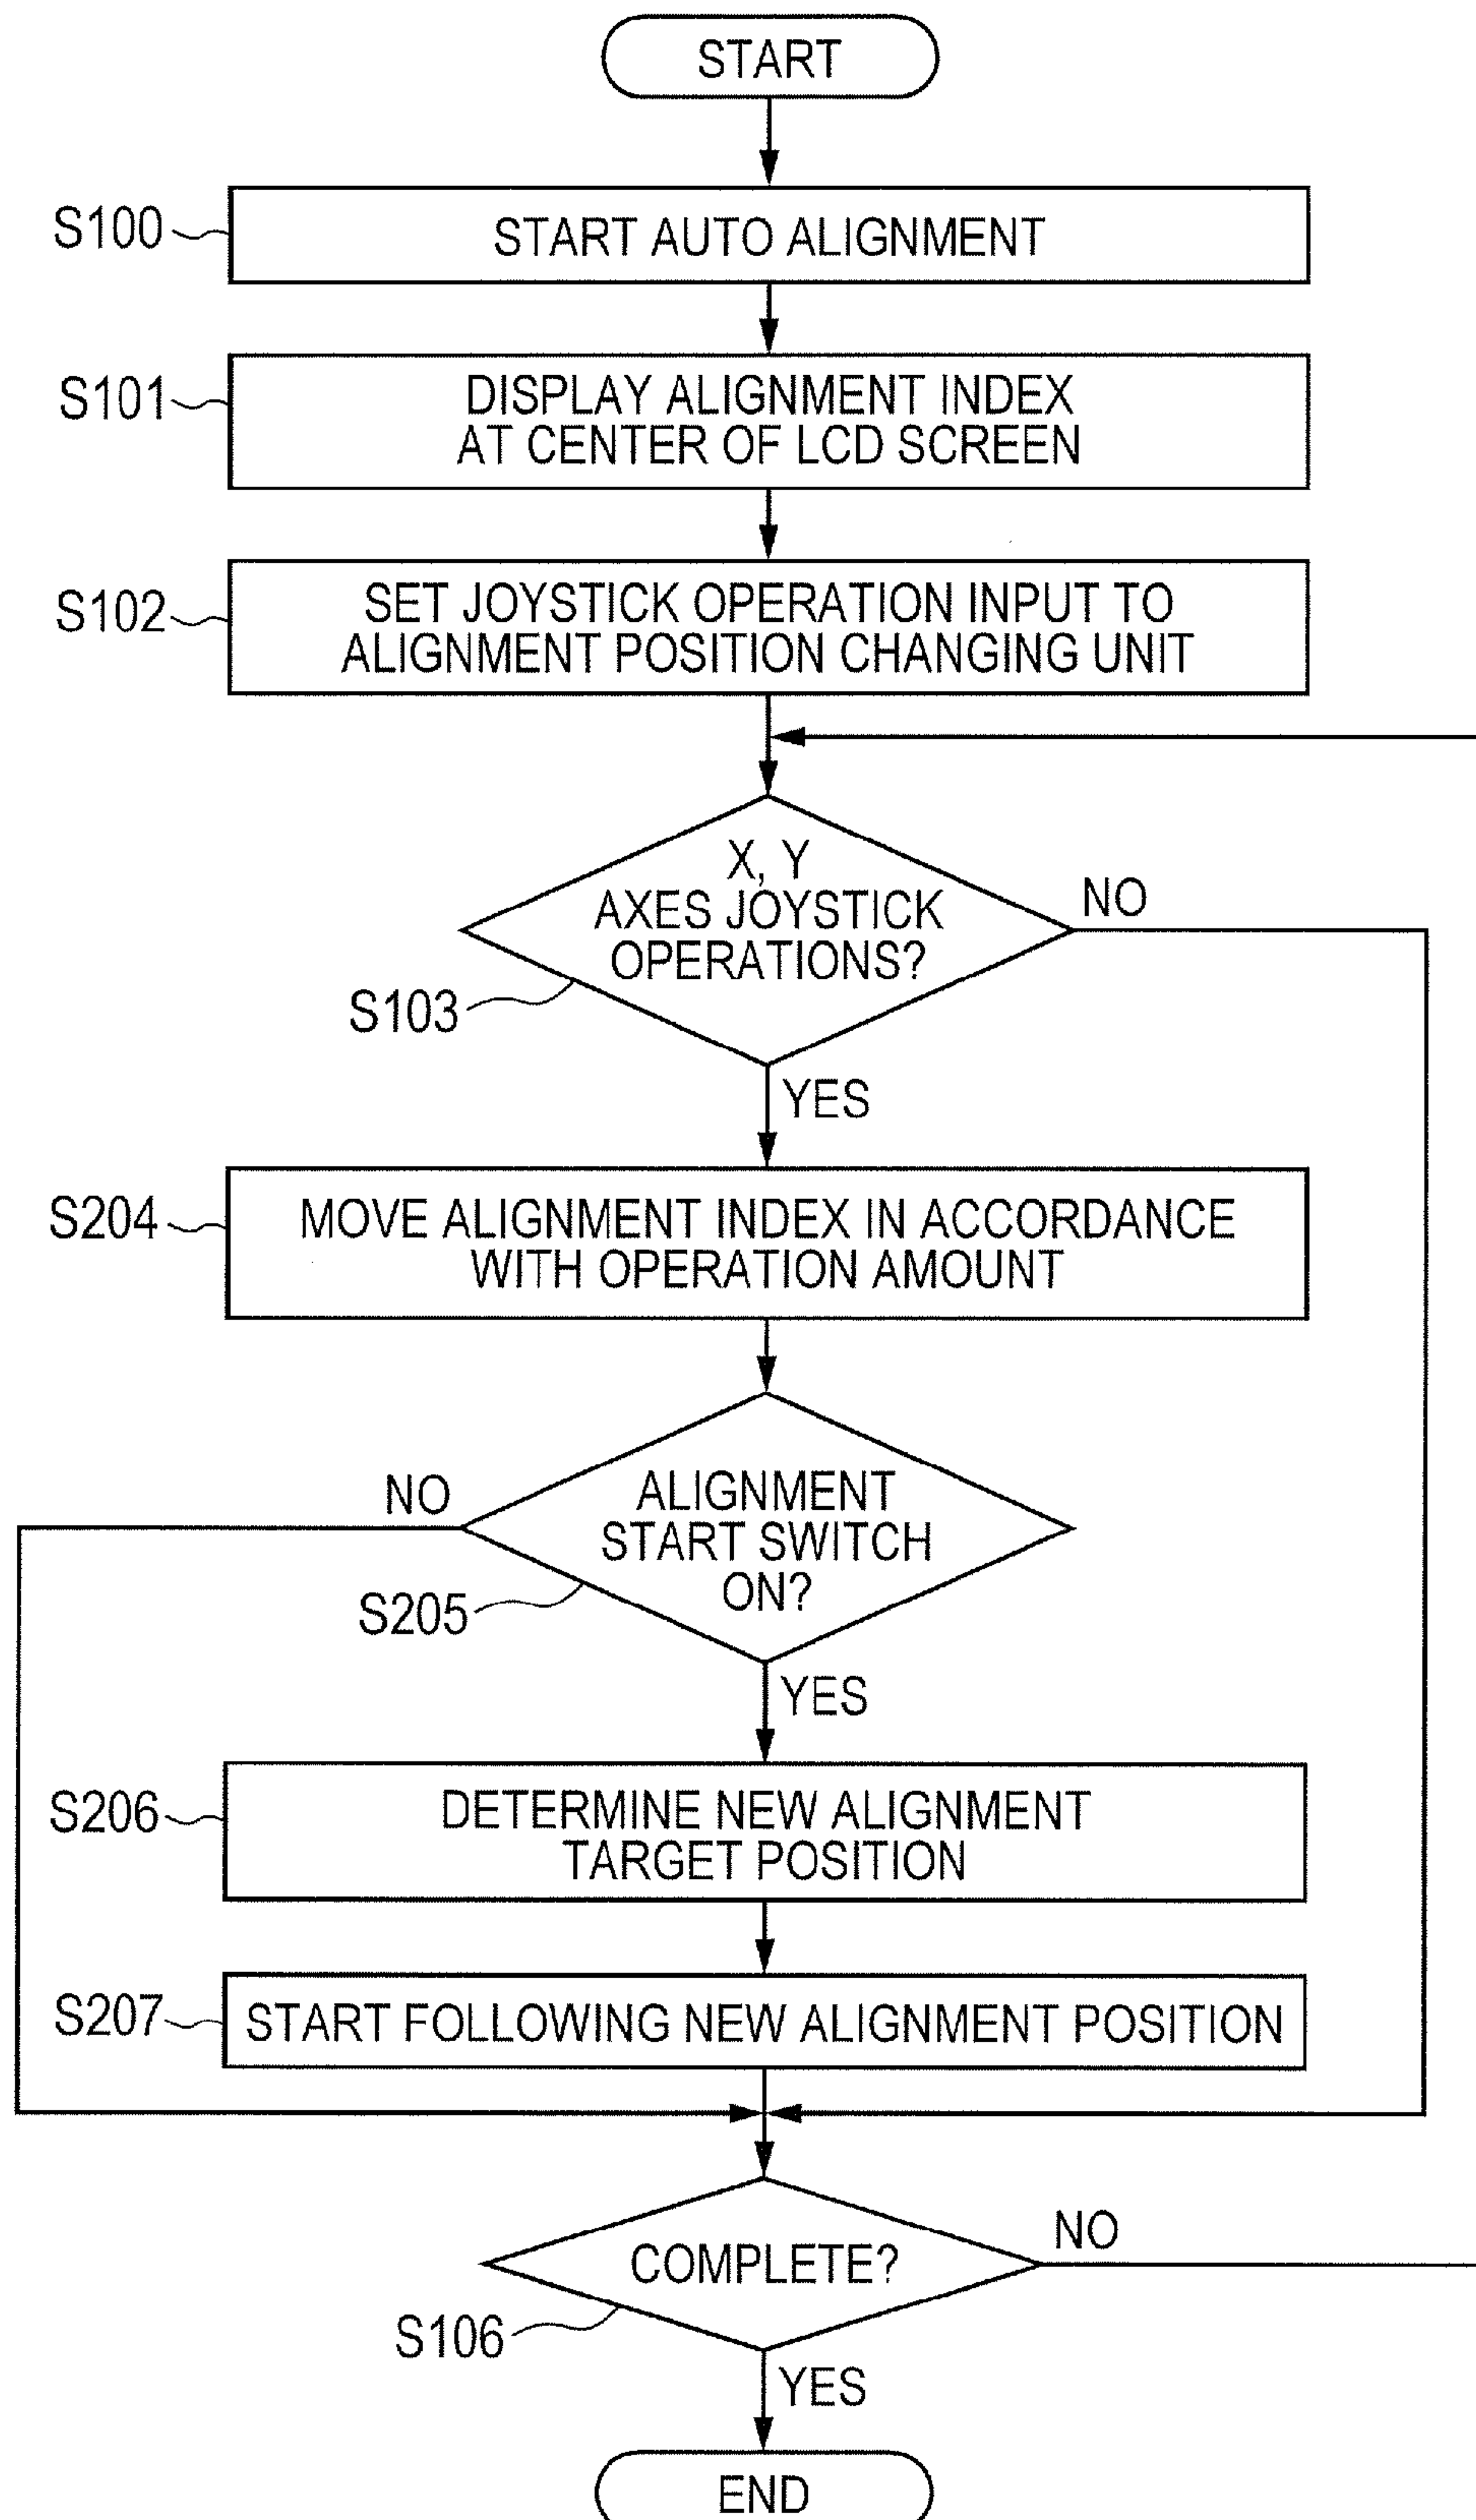 START
S100
START AUTO ALIGNMENT
S101
DISPLAY ALIGNMENT INDEX
AT CENTER OF LCD SCREEN
S102
SET JOYSTICK OPERATION INPUT TO
ALIGNMENT POSITION CHANGING UNIT
X, Y
AXES JOYSTICK
OPERATIONS?
NO
S103
YES
S204
MOVE ALIGNMENT INDEX IN ACCORDANCE
WITH OPERATION AMOUNT
NO
ALIGNMENT
START SWITCH
ON?
S205
YES
S206
DETERMINE NEW ALIGNMENT
TARGET POSITION
S207
START FOLLOWING NEW ALIGNMENT POSITION
COMPLETE?
NO
S106
YES
END